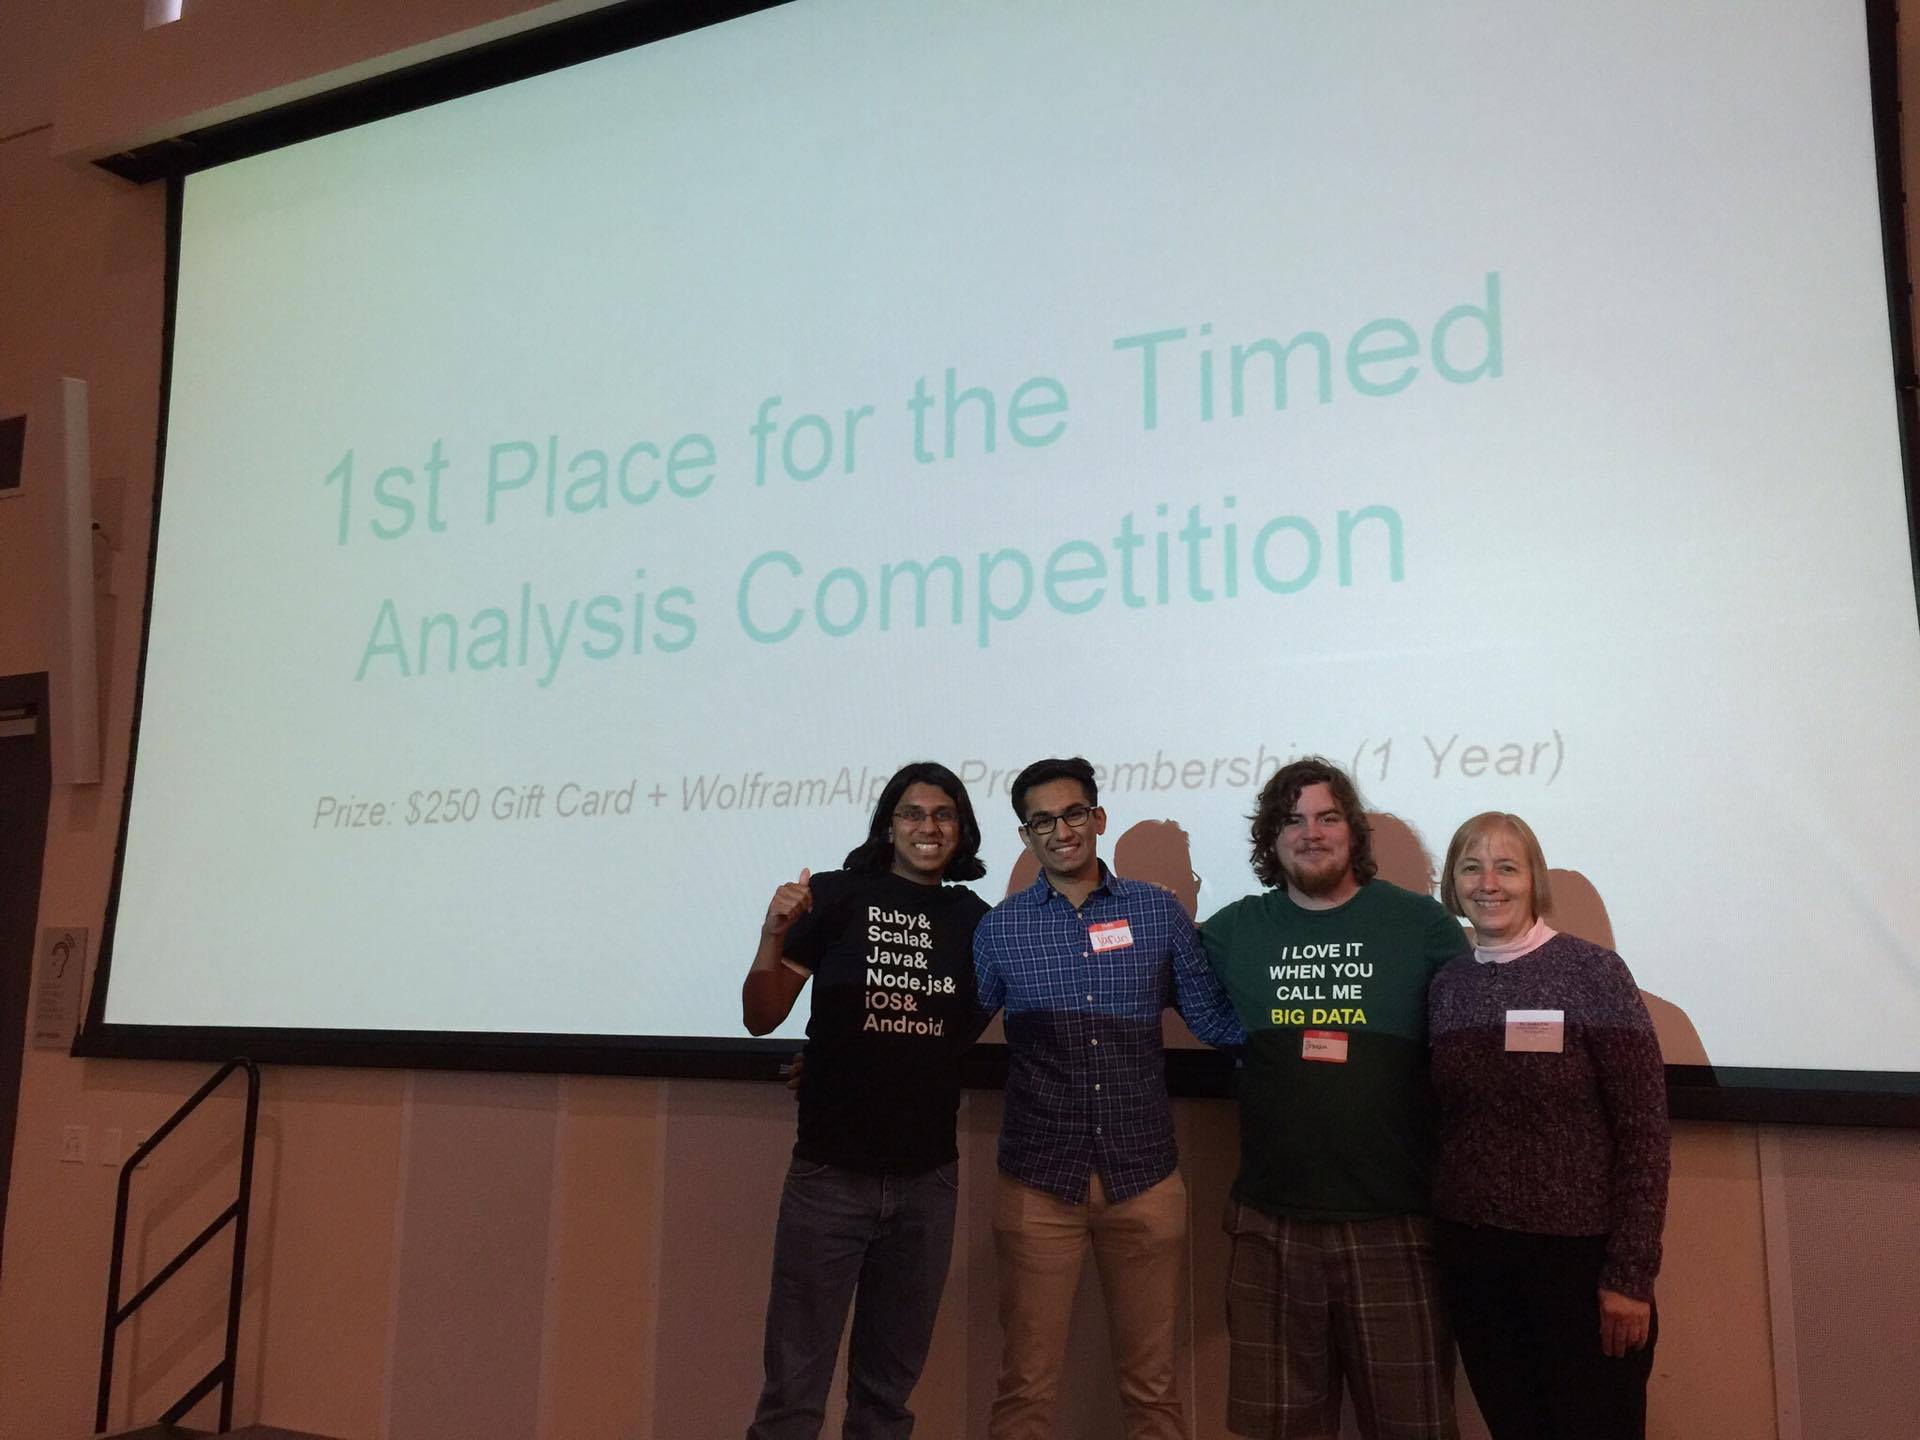 1st Place for the Timed
Analysis Competition
Prize: $250 Gift Card + WolframAlpha Pro Membership (1 Year)
Ruby&
Scala&
Java&
Node.js&
iOS&
Android.
Varun
I LOVE IT
WHEN YOU
CALL ME
BIG DATA